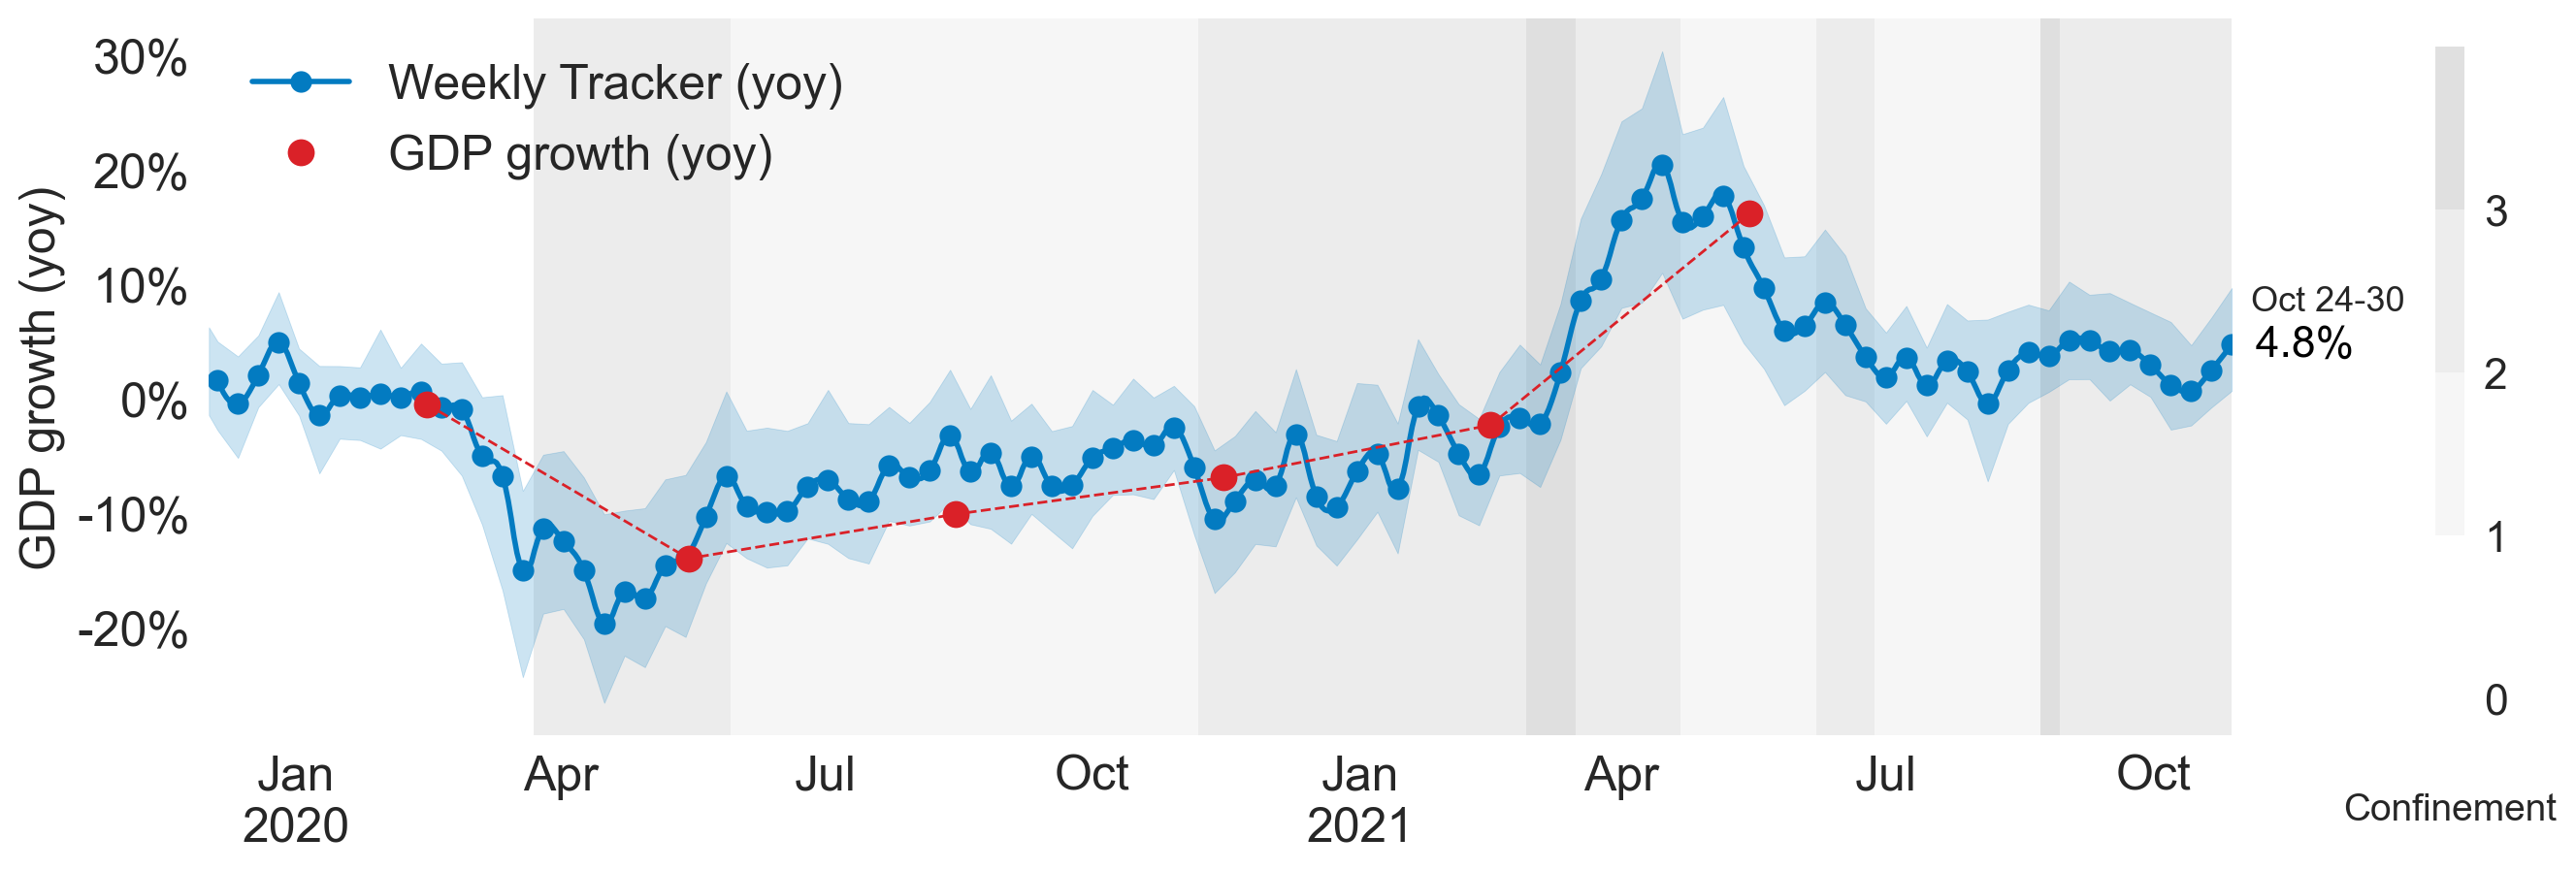 Weekly Tracker (yoy)
GDP growth (yoy)
GDP growth (yoy)
30%
20%
10%
0%
-10%
-20%
Jan Apr Jul Oct Jan Apr Jul Oct
2020 2021
Oct 24-30
4.8%
3
2
1
0
Confinement